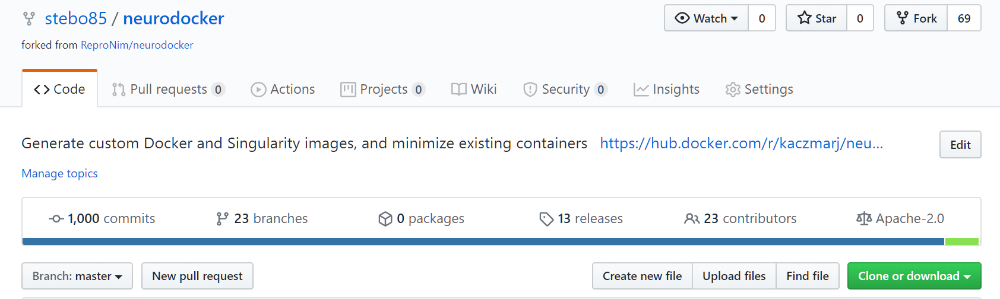 stebo85 / neurodocker
Watch 0 Star 0 Fork 69
forked from ReproNim/neurodocker
Code Pull requests 0 Actions Projects 0 Wiki Security 0 Insights Settings
Generate custom Docker and Singularity images, and minimize existing containers https://hub.docker.com/r/kaczmarj/neu...
Edit
Manage topics
1,000 commits 23 branches 0 packages 13 releases 23 contributors Apache-2.0
Branch: master New pull request Create new file Upload files Find file Clone or download